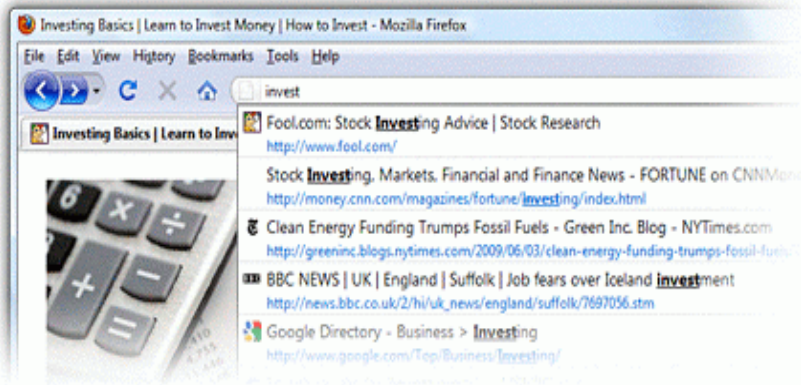 Investing Basics | Learn to Invest Money | How to Invest - Mozilla Firefox
File Edit View History Bookmarks Tools Help
invest
Investing Basics | Learn to Inve
Fool.com: Stock Investing Advice | Stock Research
http://www.fool.com/
Stock Investing, Markets, Financial and Finance News - FORTUNE on CNNMon
http://money.cnn.com/magazines/fortune/investing/index.html
Clean Energy Funding Trumps Fossil Fuels - Green Inc. Blog - NYTimes.com
http://greeninc.blogs.nytimes.com/2009/06/03/clean-energy-funding-trumps-fossil-fuels-
BBC NEWS | UK | England | Suffolk | Job fears over Iceland investment
http://news.bbc.co.uk/2/hi/uk_news/england/suffolk/7697056.stm
Google Directory - Business > Investing
http://www.google.com/Top/Business/Investing/
6 × ÷
+ −
=